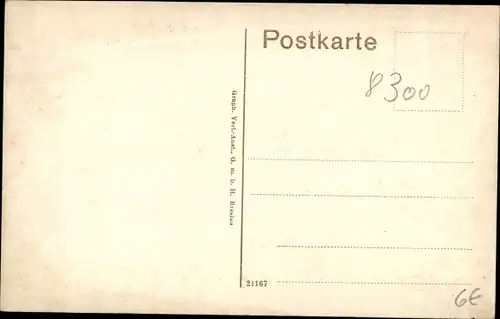 Postkarte
8300
Graph. Verl.-Anst., G. m. b. H. Breslau
21167
6€